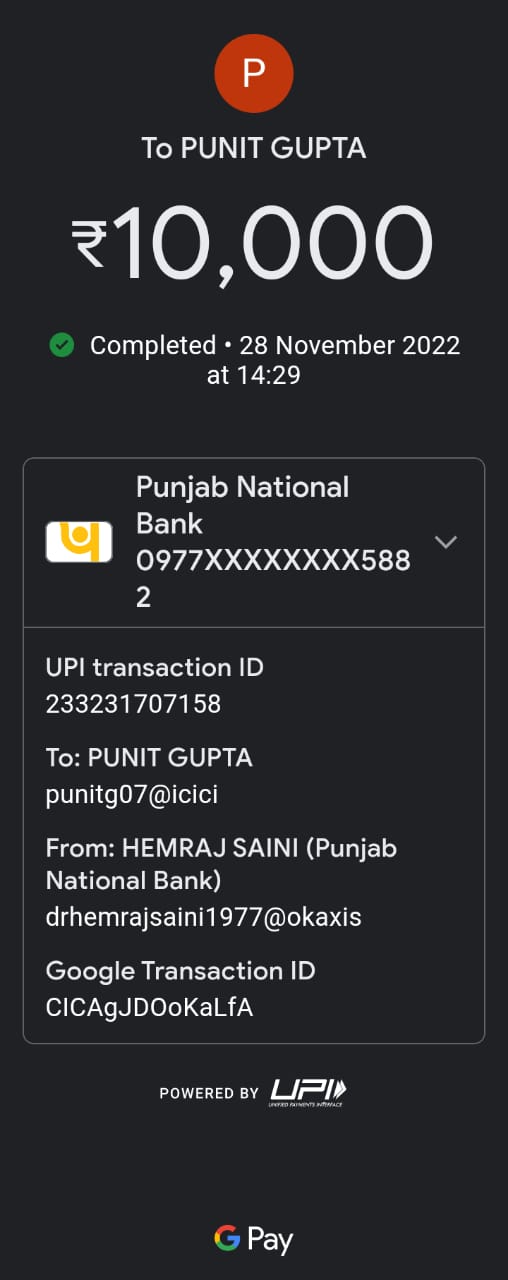 P
To PUNIT GUPTA
₹10,000
Completed • 28 November 2022
at 14:29
Punjab National
Bank
0977XXXXXXXX588
2
UPI transaction ID
233231707158
To: PUNIT GUPTA
punitg07@icici
From: HEMRAJ SAINI (Punjab
National Bank)
drhemrajsaini1977@okaxis
Google Transaction ID
CICAgJDOoKaLfA
POWERED BY UPI
UNIFIED PAYMENTS INTERFACE
G Pay